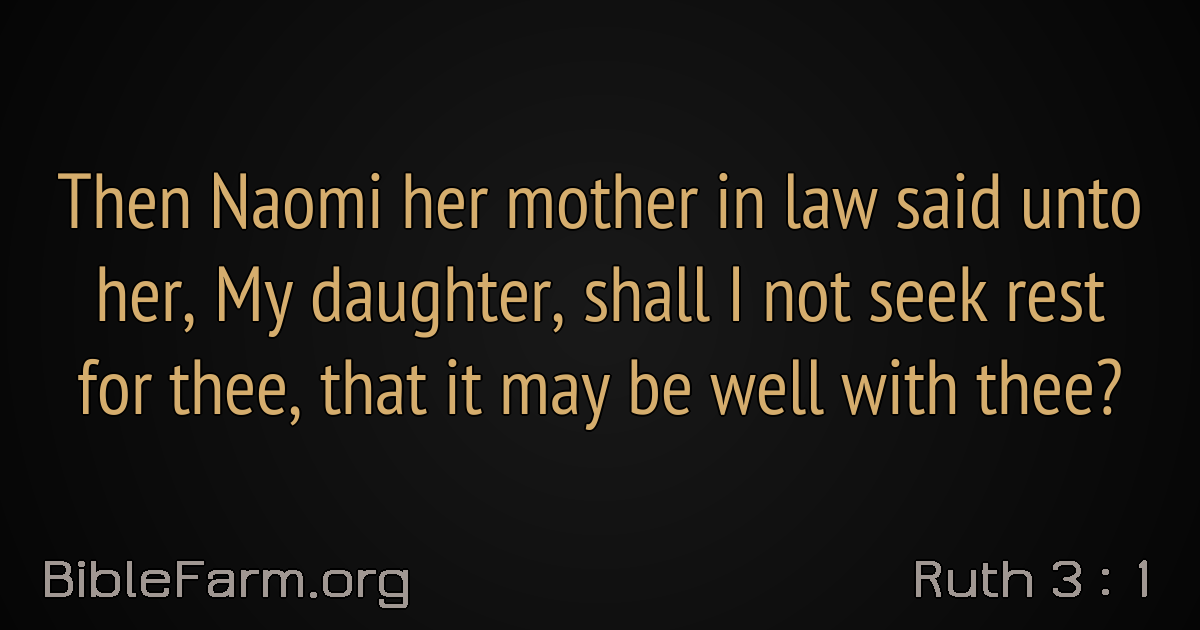 Then Naomi her mother in law said unto
her, My daughter, shall I not seek rest
for thee, that it may be well with thee?
BibleFarm.org
Ruth 3 : 1